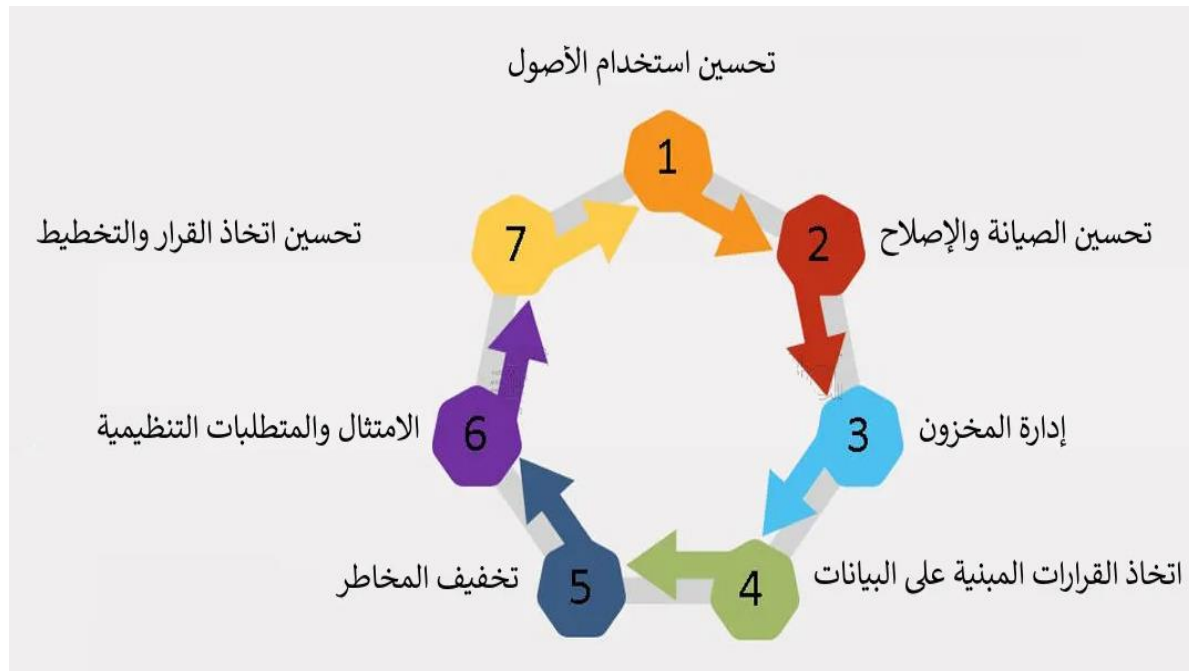 تحسين استخدام الأصول
1
2
تحسين الصيانة والإصلاح
3
إدارة المخزون
4
اتخاذ القرارات المبنية على البيانات
5
تخفيف المخاطر
6
الامتثال والمتطلبات التنظيمية
7
تحسين اتخاذ القرار والتخطيط